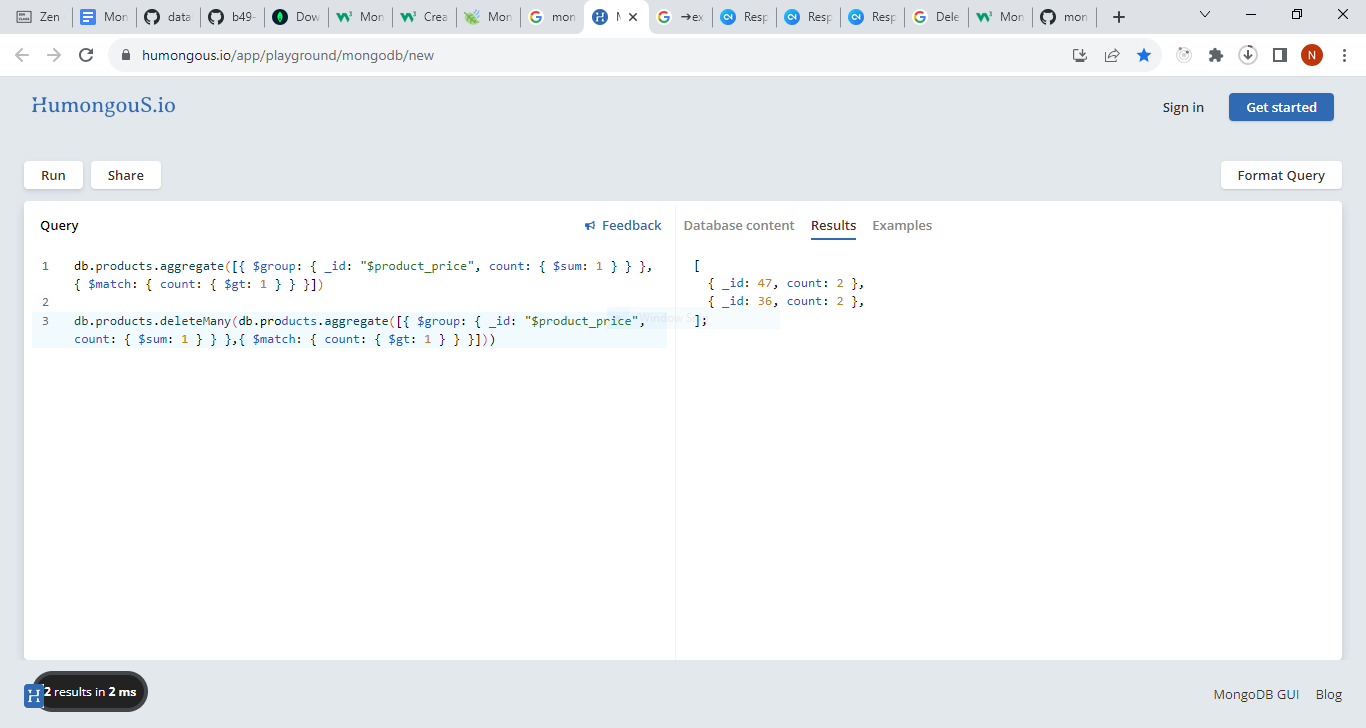 Zen
Mon
data
b49-
Dow
Mon
Crea
Mon
mon
→ex
Resp
Resp
Resp
Dele
Mon
mon
humongous.io/app/playground/mongodb/new
N
HumongouS.io
Sign in
Get started
Run
Share
Format Query
Query
Feedback
Database content
Results
Examples
1 db.products.aggregate([{ $group: { _id: "$product_price", count: { $sum: 1 } } },
{ $match: { count: { $gt: 1 } } }])
2
3 db.products.deleteMany(db.products.aggregate([{ $group: { _id: "$product_price",
count: { $sum: 1 } } },{ $match: { count: { $gt: 1 } } }]))
[
{ _id: 47, count: 2 },
{ _id: 36, count: 2 },
];
Window S
H 2 results in 2 ms
MongoDB GUI
Blog